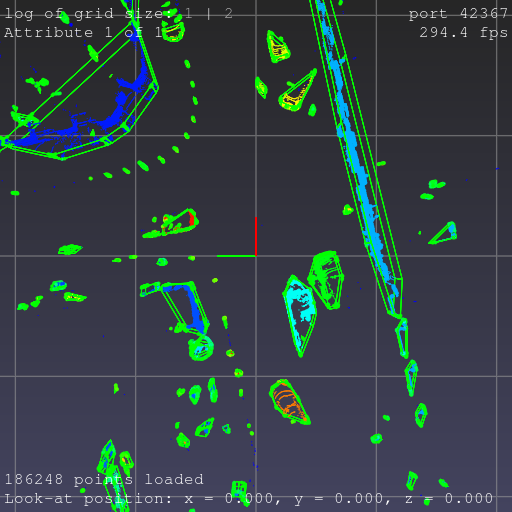 log of grid size: 1 | 2
port 42367
Attribute 1 of 1
294.4 fps
186248 points loaded
Look-at position: x = 0.000, y = 0.000, z = 0.000